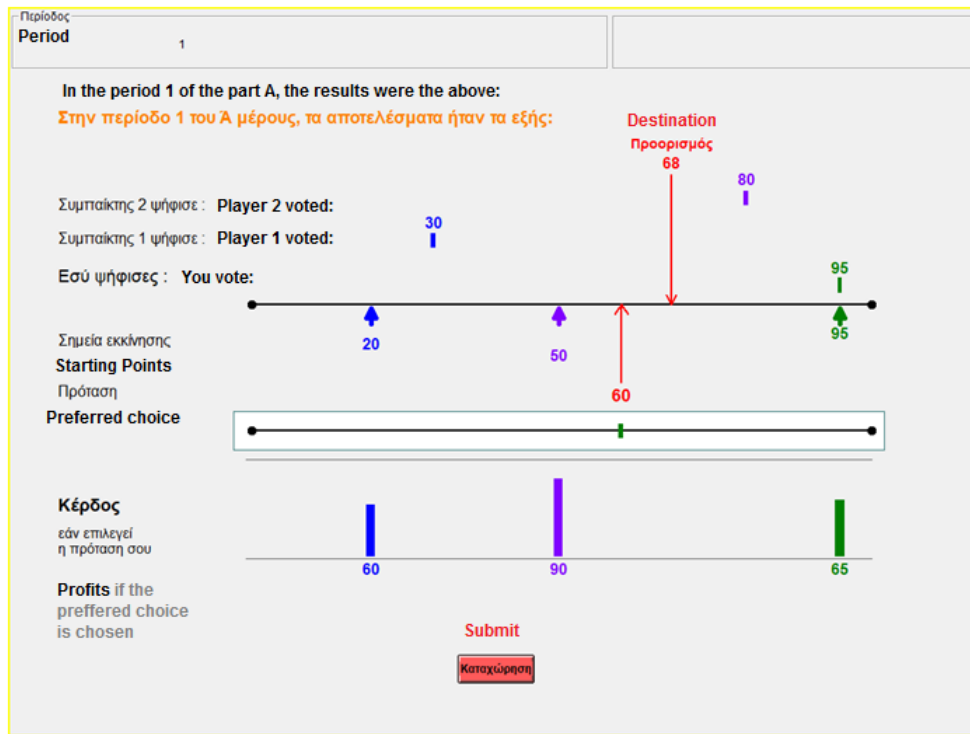 Περίοδος
Period
1
In the period 1 of the part A, the results were the above:
Στην περίοδο 1 του Ά μέρους, τα αποτελέσματα ήταν τα εξής:
Destination
Προορισμός
68
80
Συμπαίκτης 2 ψήφισε : Player 2 voted:
30
Συμπαίκτης 1 ψήφισε : Player 1 voted:
95
Εσύ ψήφισες : You vote:
Σημεία εκκίνησης
20
50
95
Starting Points
Πρόταση
60
Preferred choice
Κέρδος
εάν επιλεγεί
η πρόταση σου
60
90
65
Profits if the
preffered choice
is chosen
Submit
Καταχώρηση